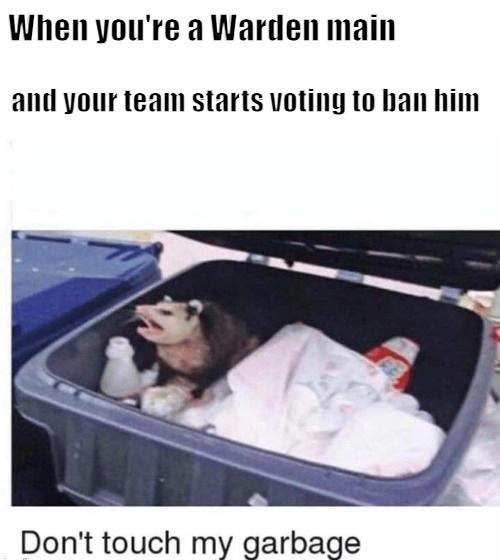 When you're a Warden main
and your team starts voting to ban him
Don't touch my garbage